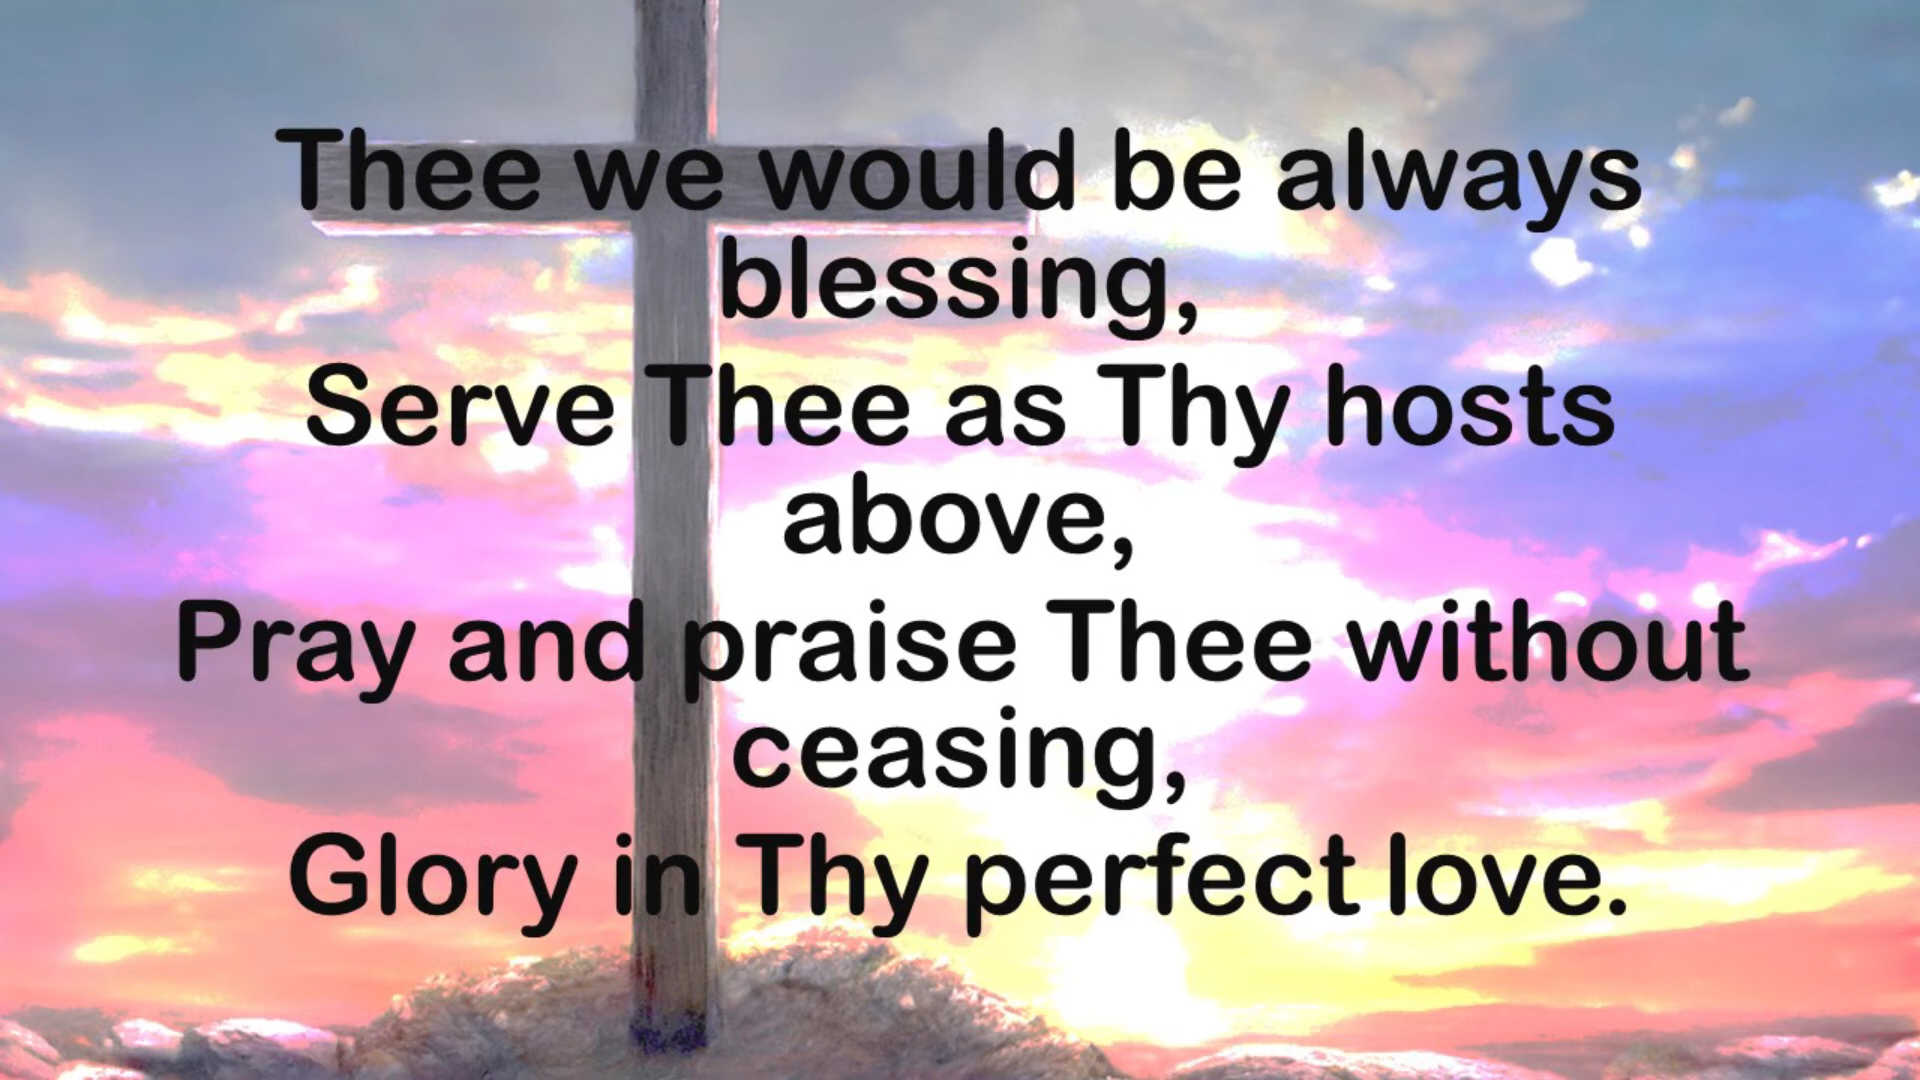 Thee we would be always
blessing,
Serve Thee as Thy hosts
above,
Pray and praise Thee without
ceasing,
Glory in Thy perfect love.